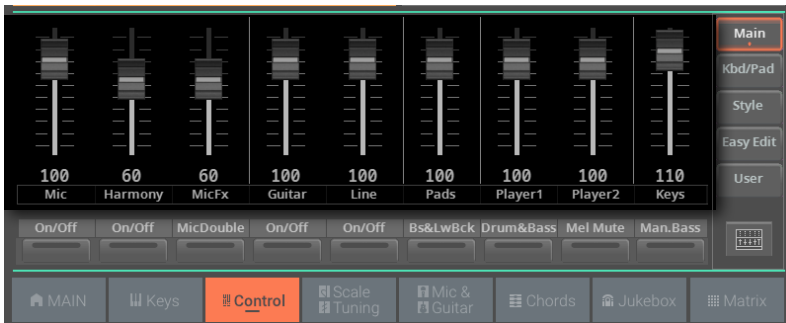 Main
Kbd/Pad
Style
Easy Edit
User
100 60 60 100 100 100 100 100 110
Mic Harmony MicFx Guitar Line Pads Player1 Player2 Keys
On/Off On/Off MicDouble On/Off On/Off Bs&LwBck Drum&Bass Mel Mute Man.Bass
MAIN Keys Control Scale Tuning Mic & Guitar Chords Jukebox Matrix